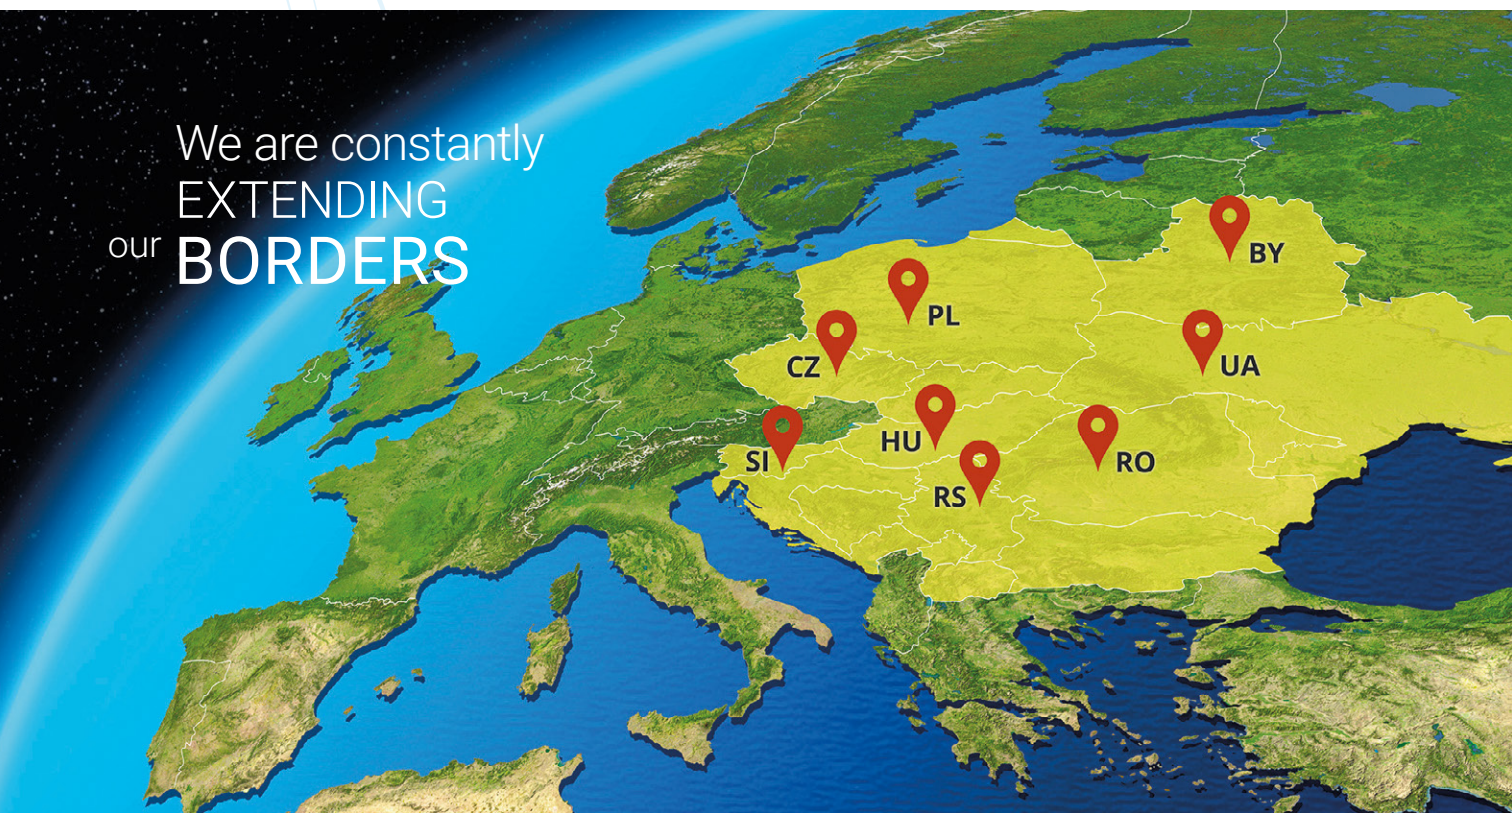 We are constantly
EXTENDING
our BORDERS
BY
PL
UA
CZ
HU
SI
RO
RS